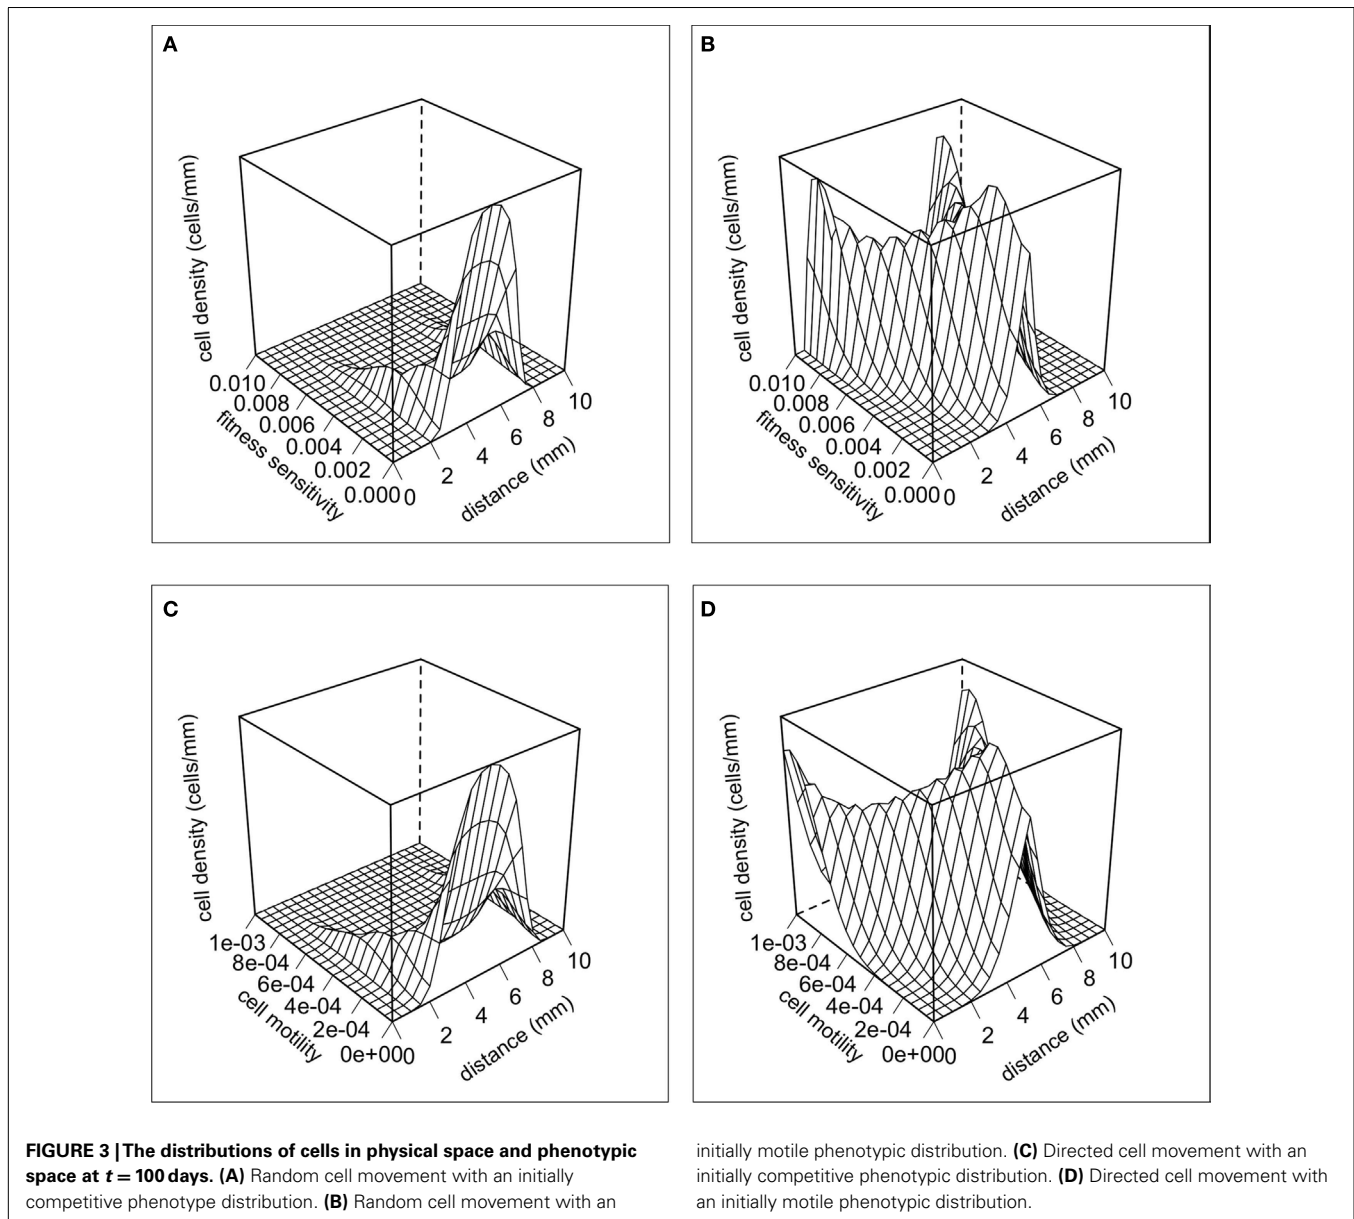 A
cell density (cells/mm)
0.010
0.008
0.006
0.004
0.002
0.000
fitness sensitivity
0
2
4
6
8
10
distance (mm)
B
cell density (cells/mm)
0.010
0.008
0.006
0.004
0.002
0.000
fitness sensitivity
0
2
4
6
8
10
distance (mm)
C
cell density (cells/mm)
1e-03
8e-04
6e-04
4e-04
2e-04
0e+00
cell motility
0
2
4
6
8
10
distance (mm)
D
cell density (cells/mm)
1e-03
8e-04
6e-04
4e-04
2e-04
0e+00
cell motility
0
2
4
6
8
10
distance (mm)
FIGURE 3 | The distributions of cells in physical space and phenotypic
space at t = 100 days. (A) Random cell movement with an initially
competitive phenotype distribution. (B) Random cell movement with an
initially motile phenotypic distribution. (C) Directed cell movement with an
initially competitive phenotypic distribution. (D) Directed cell movement with
an initially motile phenotypic distribution.